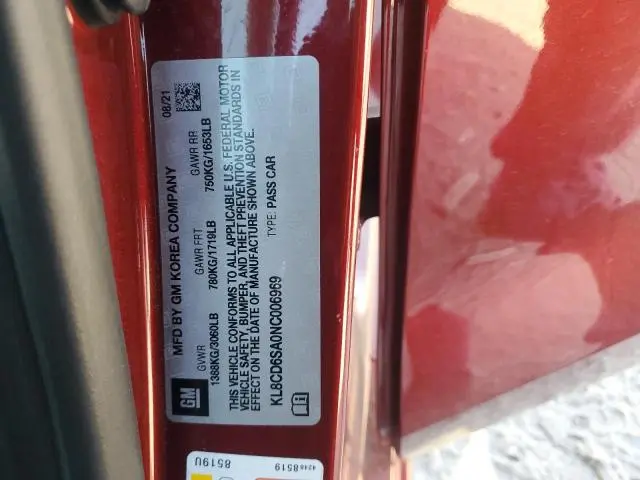 MFD BY GM KOREA COMPANY 08/21
GVWR GAWR FRT GAWR RR
1388KG/3060LB 780KG/1719LB 750KG/1653LB
THIS VEHICLE CONFORMS TO ALL APPLICABLE U.S. FEDERAL MOTOR
VEHICLE SAFETY, BUMPER, AND THEFT PREVENTION STANDARDS IN
EFFECT ON THE DATE OF MANUFACTURE SHOWN ABOVE.
KL8CD6SA0NC006969 TYPE: PASS CAR
GM
8519U
4248 8519